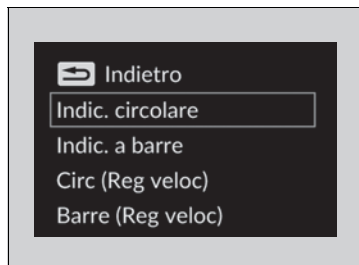 Indietro
Indic. circolare
Indic. a barre
Circ (Reg veloc)
Barre (Reg veloc)